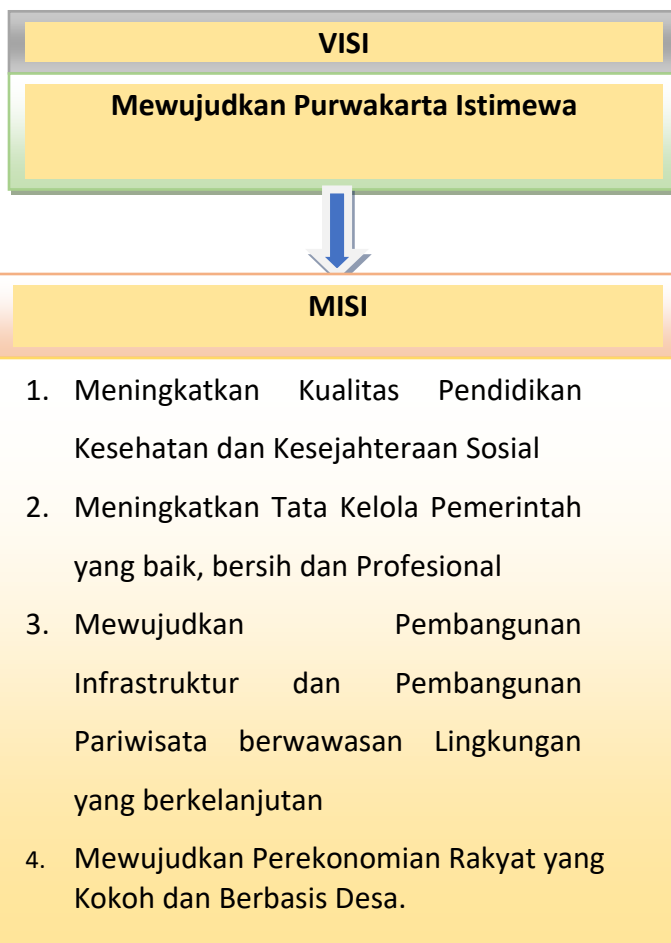 VISI
Mewujudkan Purwakarta Istimewa
MISI
1. Meningkatkan Kualitas Pendidikan
Kesehatan dan Kesejahteraan Sosial
2. Meningkatkan Tata Kelola Pemerintah
yang baik, bersih dan Profesional
3. Mewujudkan Pembangunan
Infrastruktur dan Pembangunan
Pariwisata berwawasan Lingkungan
yang berkelanjutan
4. Mewujudkan Perekonomian Rakyat yang
Kokoh dan Berbasis Desa.